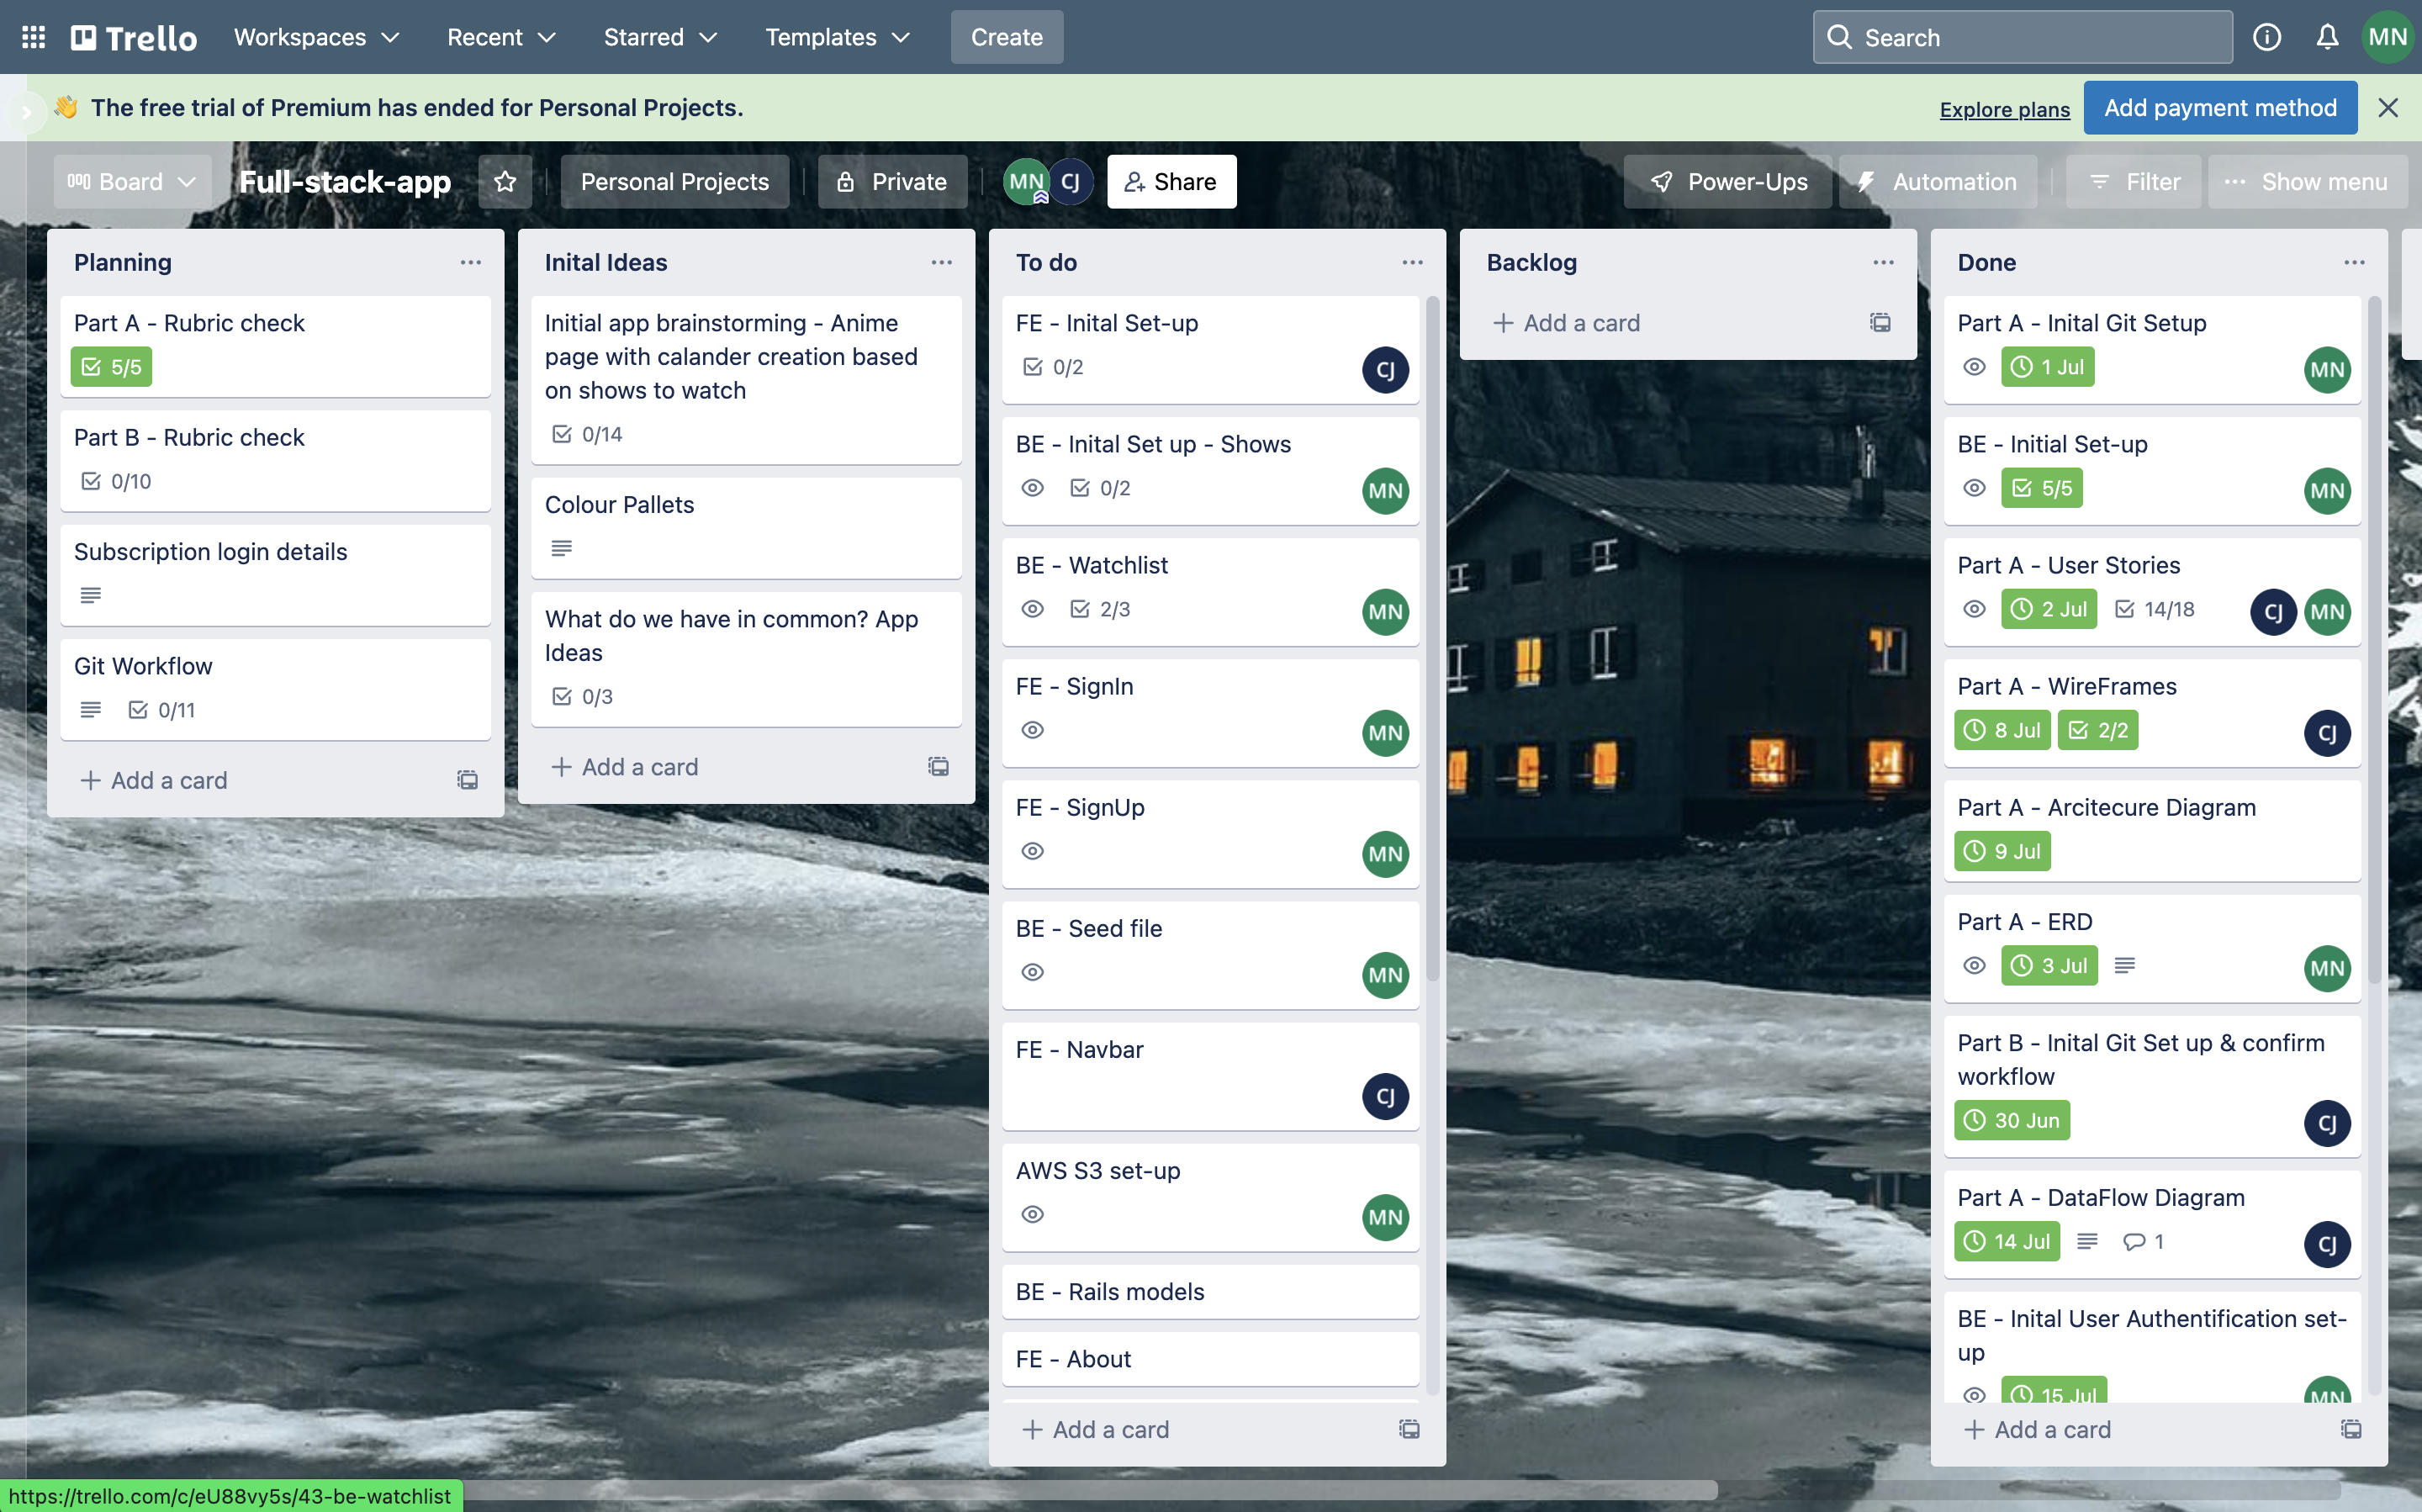 Trello
Workspaces
Recent
Starred
Templates
Create
Search
MN
The free trial of Premium has ended for Personal Projects.
Explore plans
Add payment method
Board
Full-stack-app
Personal Projects
Private
MN
CJ
Share
Power-Ups
Automation
Filter
Show menu
Planning
Part A - Rubric check
5/5
Part B - Rubric check
0/10
Subscription login details
Git Workflow
0/11
Add a card
Inital Ideas
Initial app brainstorming - Anime
page with calander creation based
on shows to watch
0/14
Colour Pallets
What do we have in common? App
Ideas
0/3
Add a card
To do
FE - Inital Set-up
0/2
CJ
BE - Inital Set up - Shows
0/2
MN
BE - Watchlist
2/3
MN
FE - SignIn
MN
FE - SignUp
MN
BE - Seed file
MN
FE - Navbar
CJ
AWS S3 set-up
MN
BE - Rails models
FE - About
Add a card
Backlog
Add a card
Done
Part A - Inital Git Setup
1 Jul
MN
BE - Initial Set-up
5/5
MN
Part A - User Stories
2 Jul
14/18
CJ
MN
Part A - WireFrames
8 Jul
2/2
CJ
Part A - Arcitecure Diagram
9 Jul
Part A - ERD
3 Jul
MN
Part B - Inital Git Set up & confirm
workflow
30 Jun
CJ
Part A - DataFlow Diagram
14 Jul
1
CJ
BE - Inital User Authentification set-
up
15 Jul
MN
Add a card
https://trello.com/c/eU88vy5s/43-be-watchlist